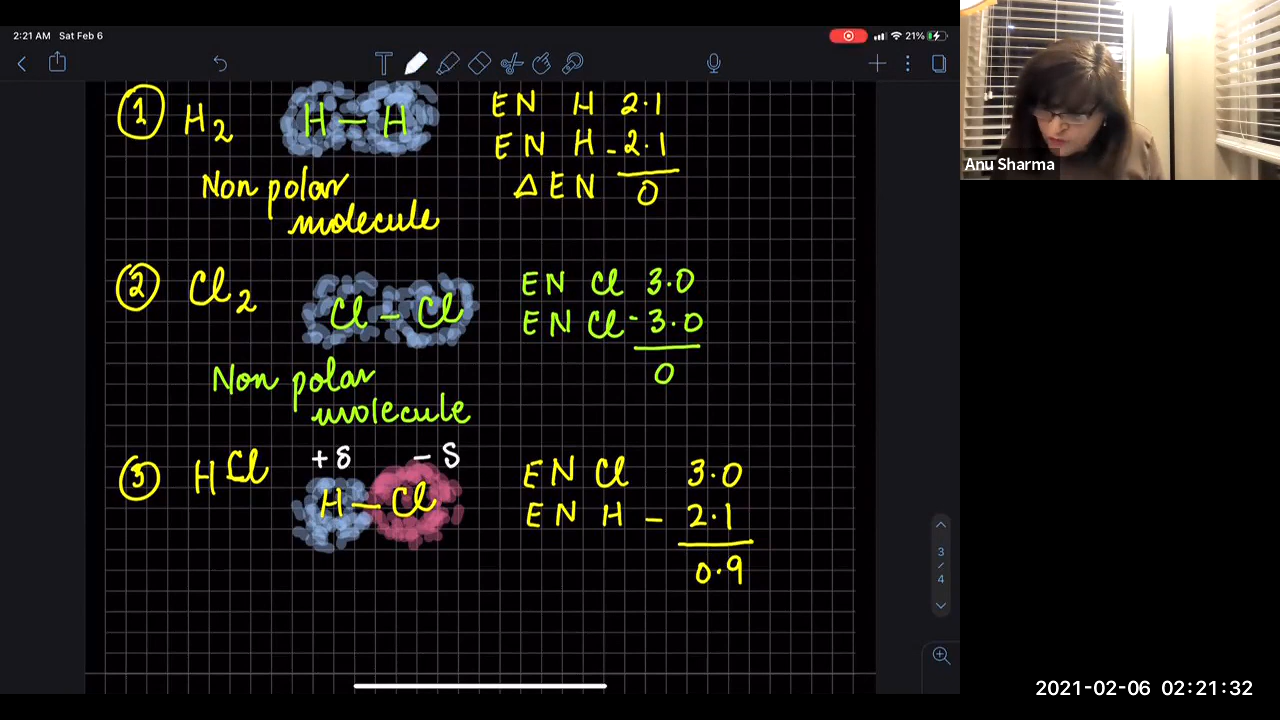 2:21 AM Sat Feb 6
21%
T
① H₂ H – H EN H 2.1
EN H - 2.1
Δ EN 0
Non polar
molecule
Anu Sharma
② Cl₂ Cl – Cl EN Cl 3.0
EN Cl - 3.0
0
Non polar
molecule
+δ -δ
③ HCl H – Cl EN Cl 3.0
EN H - 2.1
0.9
3
/
4
2021-02-06 02:21:32